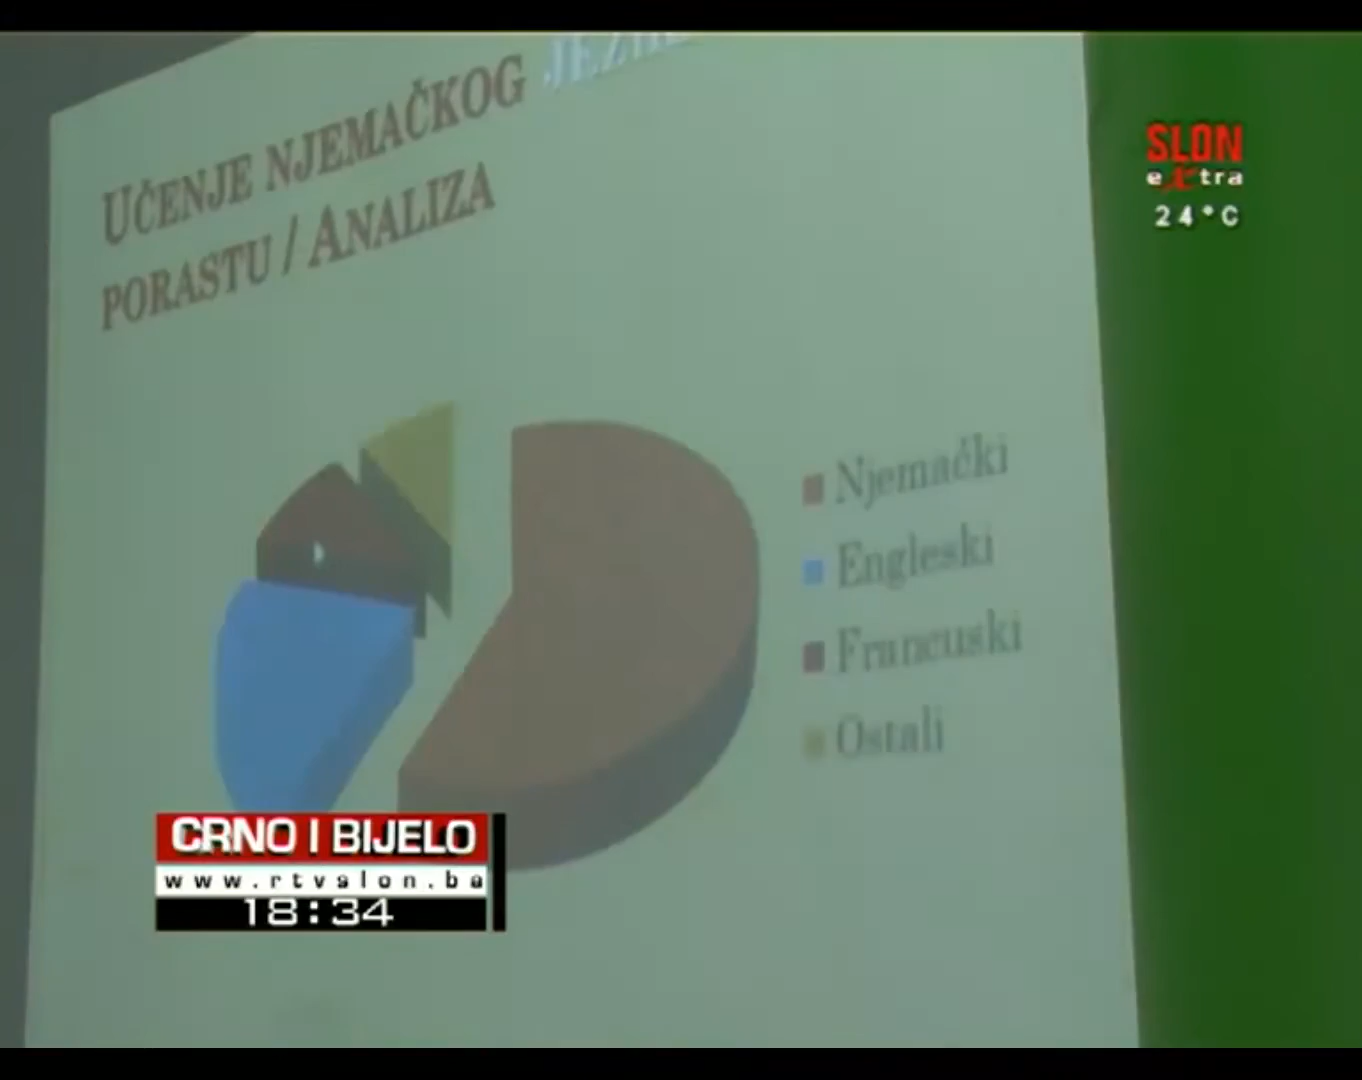 UČENJE NJEMAČKOG
PORASTU / ANALIZA
SLON
extra
24°C
Njemački
Engleski
Francuski
Ostali
CRNO I BIJELO
www.rtvslon.ba
18:34